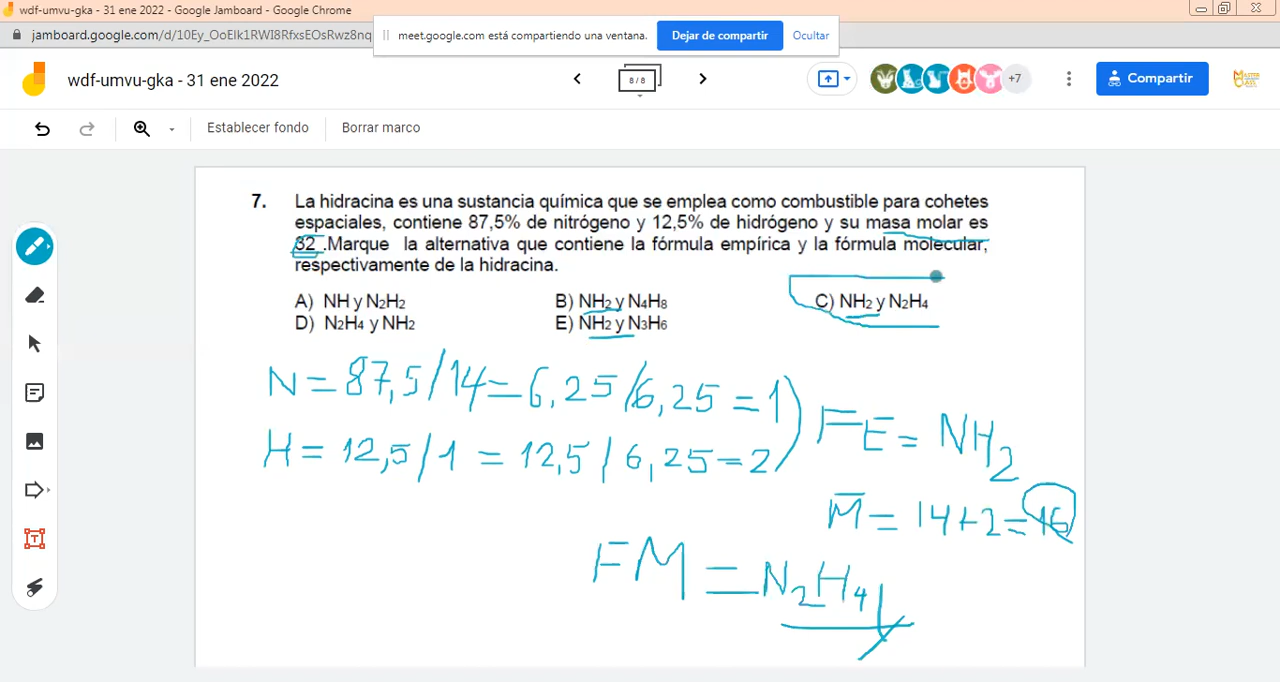 wdf-umvu-gka - 31 ene 2022 - Google Jamboard - Google Chrome
jamboard.google.com/d/10Ey_OoElk1RWI8RfxsEOsRwz8nq
meet.google.com está compartiendo una ventana. Dejar de compartir Ocultar
wdf-umvu-gka - 31 ene 2022
8/8
+7
Compartir
MASTER CLASS
Establecer fondo
Borrar marco
7. La hidracina es una sustancia química que se emplea como combustible para cohetes
espaciales, contiene 87,5% de nitrógeno y 12,5% de hidrógeno y su masa molar es
32 .Marque la alternativa que contiene la fórmula empírica y la fórmula molecular,
respectivamente de la hidracina.
A) NH y N2H2 B) NH2 y N4H8 C) NH2 y N2H4
D) N2H4 y NH2 E) NH2 y N3H6
N = 87,5/14 = 6,25/6,25 = 1
H = 12,5/1 = 12,5/6,25 = 2
) FE = NH2
M = 14+2 = 16
FM = N2H4
T